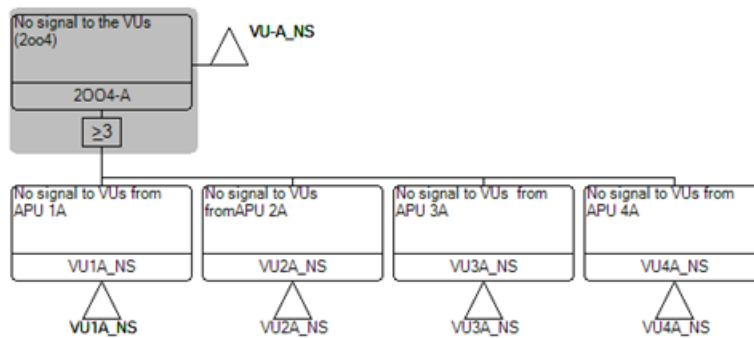 No signal to the VUs
(2oo4)
VU-A_NS
2OO4-A
≥3
No signal to VUs from
APU 1A
No signal to VUs
fromAPU 2A
No signal to VUs from
APU 3A
No signal to VUs from
APU 4A
VU1A_NS
VU2A_NS
VU3A_NS
VU4A_NS
VU1A_NS
VU2A_NS
VU3A_NS
VU4A_NS